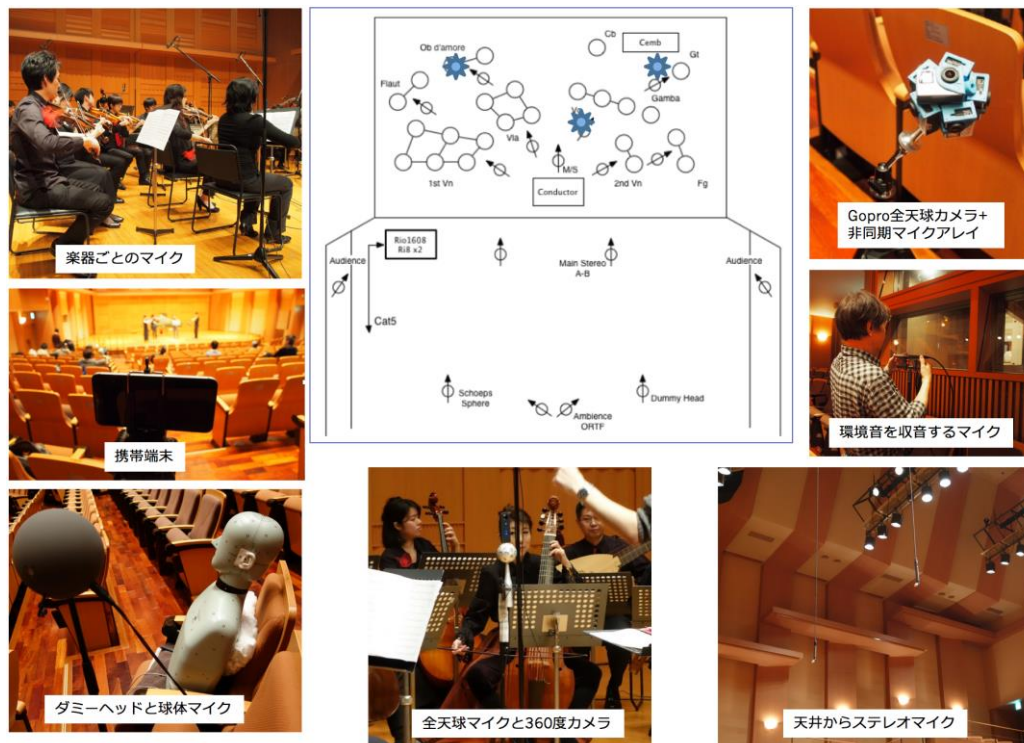 楽器ごとのマイク
携帯端末
ダミーヘッドと球体マイク
Ob d'amore
Flaut
Vla
1st Vn
Cb
Cemb
Gt
Gamba
M/S
Conductor
2nd Vn
Fg
Rio1608
Ri8 x2
Audience
Cat5
Main Stereo
A-B
Audience
Schoeps
Sphere
Ambience
ORTF
Dummy Head
Gopro全天球カメラ+
非同期マイクアレイ
環境音を収音するマイク
全天球マイクと360度カメラ
天井からステレオマイク